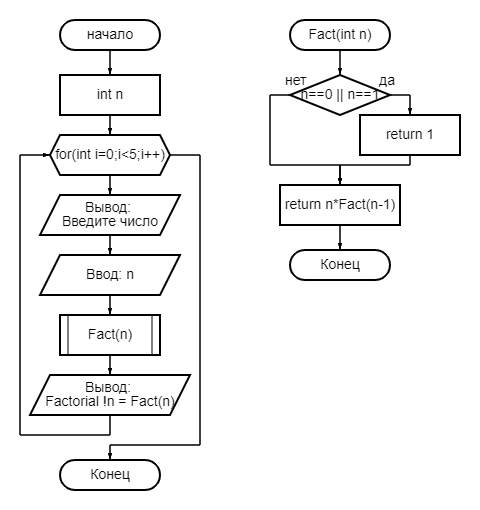 начало
int n
for(int i=0;i<5;i++)
Вывод:
Введите число
Ввод: n
Fact(n)
Вывод:
Factorial !n = Fact(n)
Конец
Fact(int n)
нет
да
n==0 || n==1
return 1
return n*Fact(n-1)
Конец